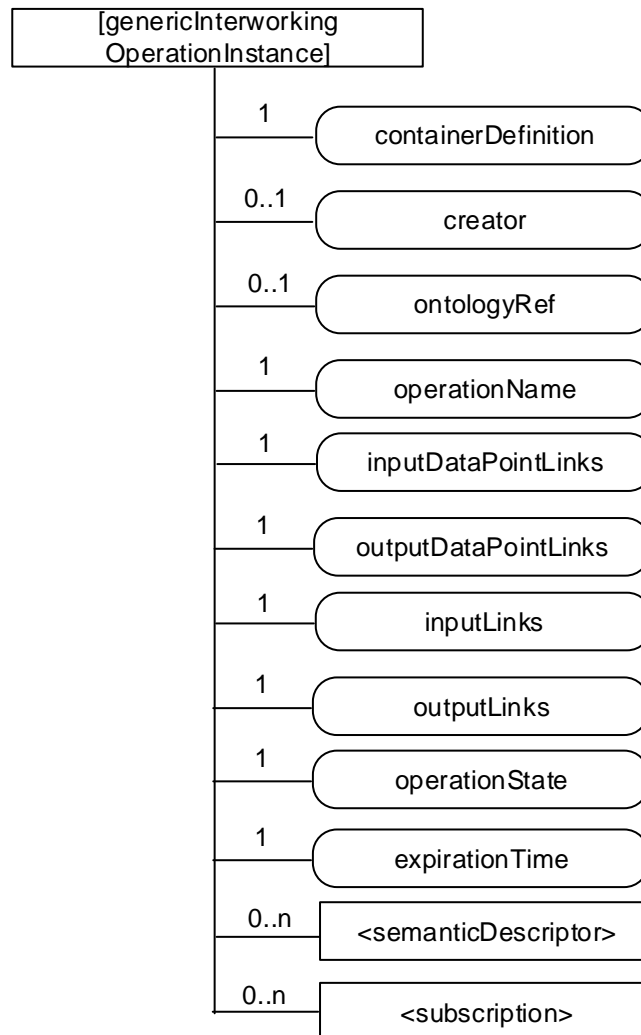 [genericInterworking
OperationInstance]
1
containerDefinition
0..1
creator
0..1
ontologyRef
1
operationName
1
inputDataPointLinks
1
outputDataPointLinks
1
inputLinks
1
outputLinks
1
operationState
1
expirationTime
0..n
<semanticDescriptor>
0..n
<subscription>